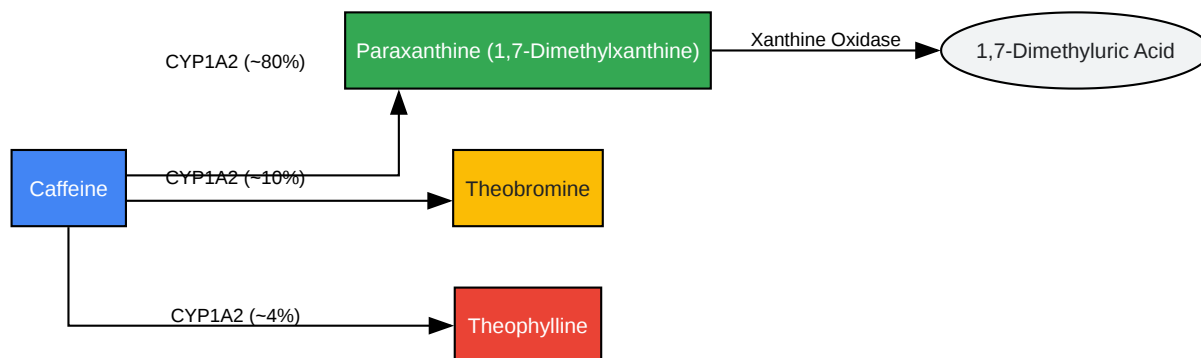 CYP1A2 (~80%)
Paraxanthine (1,7-Dimethylxanthine)
Xanthine Oxidase
1,7-Dimethyluric Acid
Caffeine
CYP1A2 (~10%)
Theobromine
CYP1A2 (~4%)
Theophylline